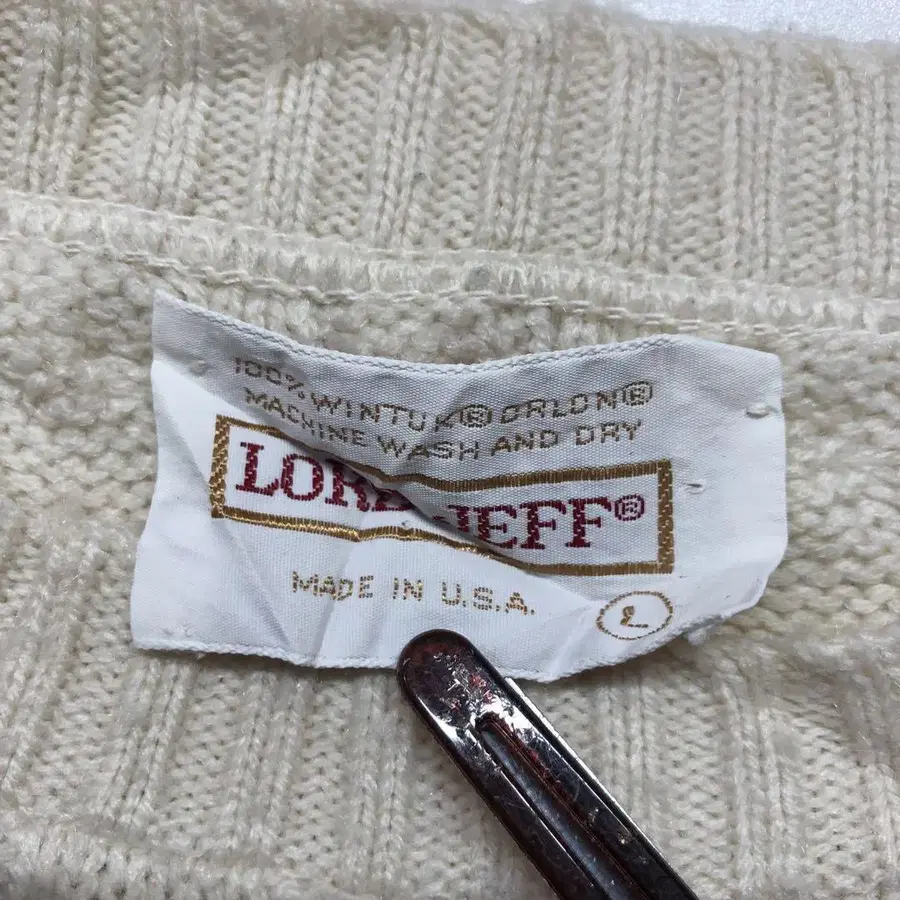 100% WINTUK® ORLON®
MACHINE WASH AND DRY
LORD JEFF®
MADE IN U.S.A.
L